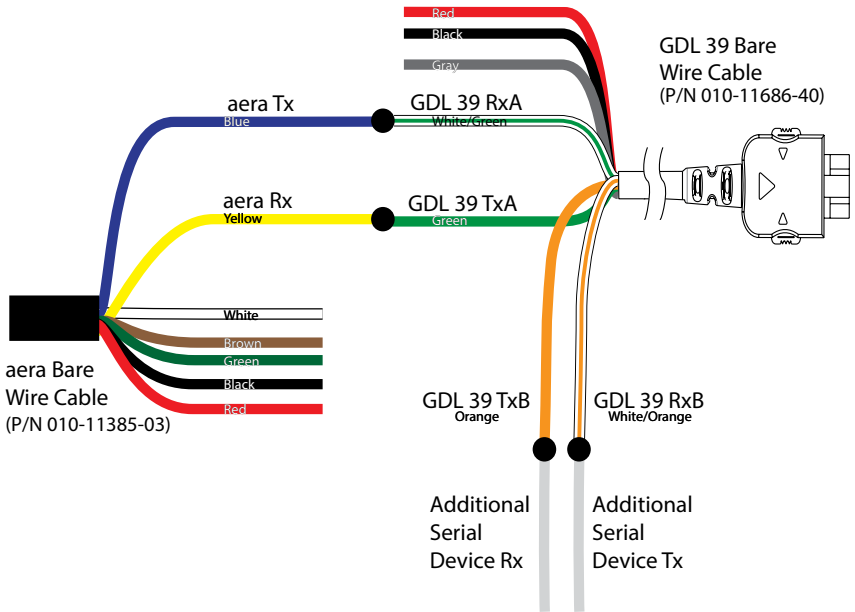 Red
Black
Gray
GDL 39 Bare
Wire Cable
(P/N 010-11686-40)
aera Tx
Blue
GDL 39 RxA
White/Green
aera Rx
Yellow
GDL 39 TxA
Green
White
Brown
Green
Black
Red
aera Bare
Wire Cable
(P/N 010-11385-03)
GDL 39 TxB
Orange
GDL 39 RxB
White/Orange
Additional
Serial
Device Rx
Additional
Serial
Device Tx